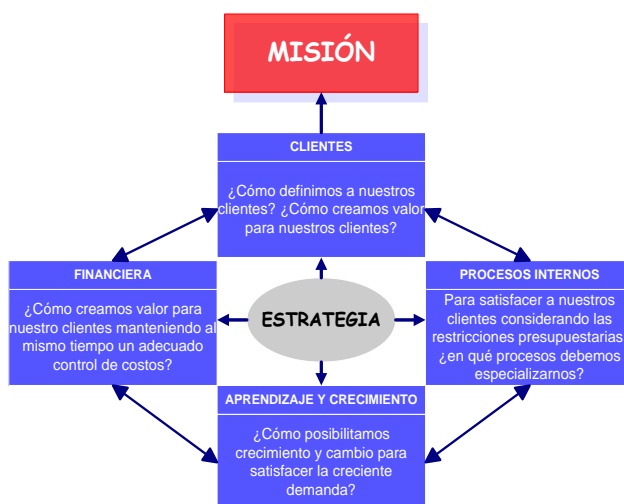 MISIÓN
CLIENTES
¿Cómo definimos a nuestros
clientes? ¿Cómo creamos valor
para nuestros clientes?
FINANCIERA
¿Cómo creamos valor para
nuestro clientes manteniendo al
mismo tiempo un adecuado
control de costos?
ESTRATEGIA
PROCESOS INTERNOS
Para satisfacer a nuestros
clientes considerando las
restricciones presupuestarias
¿en qué procesos debemos
especializarnos?
APRENDIZAJE Y CRECIMIENTO
¿Cómo posibilitamos
crecimiento y cambio para
satisfacer la creciente
demanda?